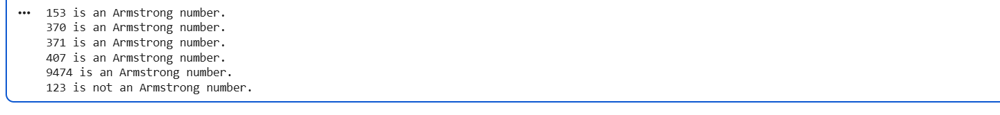 153 is an Armstrong number.
370 is an Armstrong number.
371 is an Armstrong number.
407 is an Armstrong number.
9474 is an Armstrong number.
123 is not an Armstrong number.